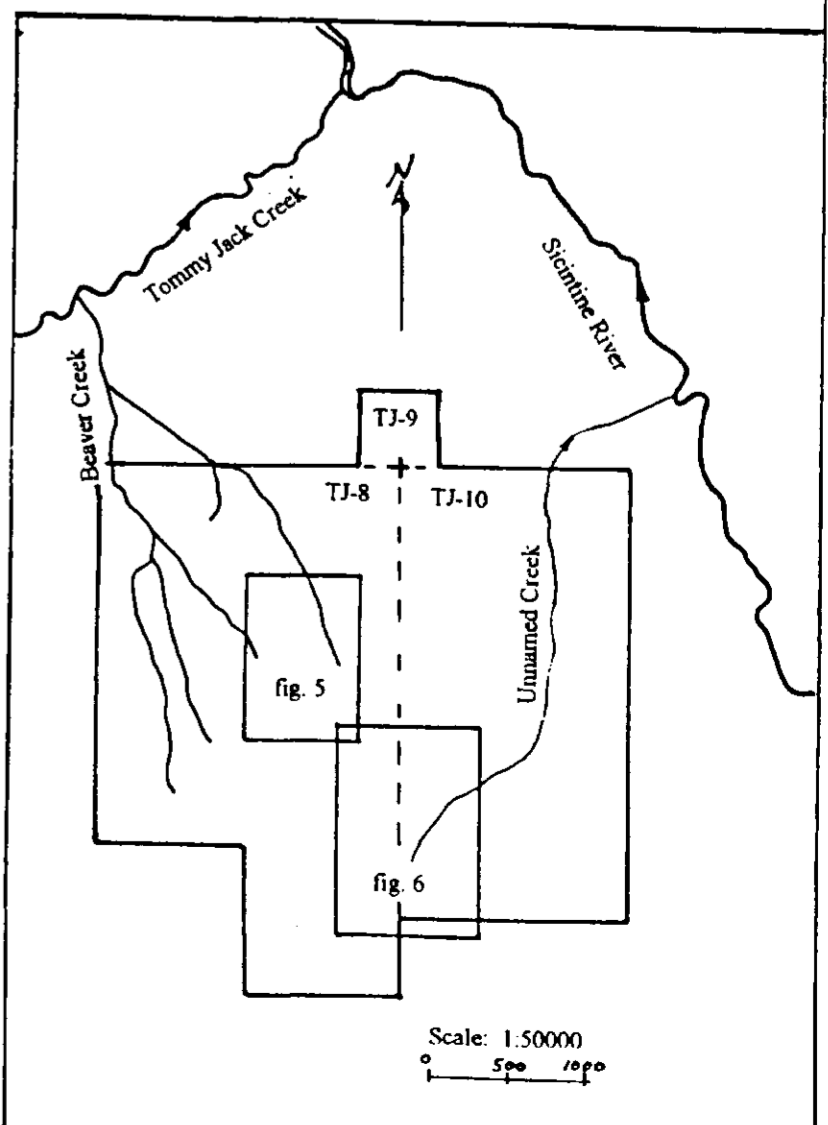 N
Tommy Jack Creek
Sicintine River
Beaver Creek
TJ-9
TJ-8
TJ-10
Unnamed Creek
fig. 5
fig. 6
Scale: 1:50000
0 500 1000